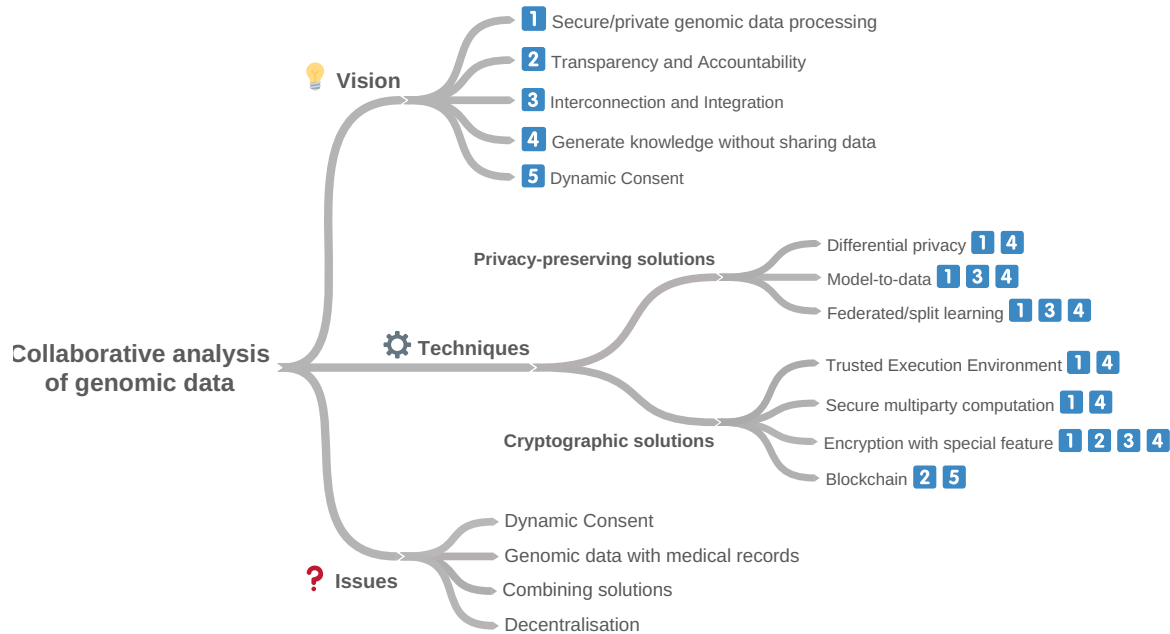 1 Secure/private genomic data processing
2 Transparency and Accountability
Vision
3 Interconnection and Integration
4 Generate knowledge without sharing data
5 Dynamic Consent
Differential privacy 1 4
Privacy-preserving solutions
Model-to-data 1 3 4
Federated/split learning 1 3 4
Techniques
Collaborative analysis
of genomic data
Trusted Execution Environment 1 4
Secure multiparty computation 1 4
Cryptographic solutions
Encryption with special feature 1 2 3 4
Blockchain 2 5
Dynamic Consent
Genomic data with medical records
? Issues
Combining solutions
Decentralisation